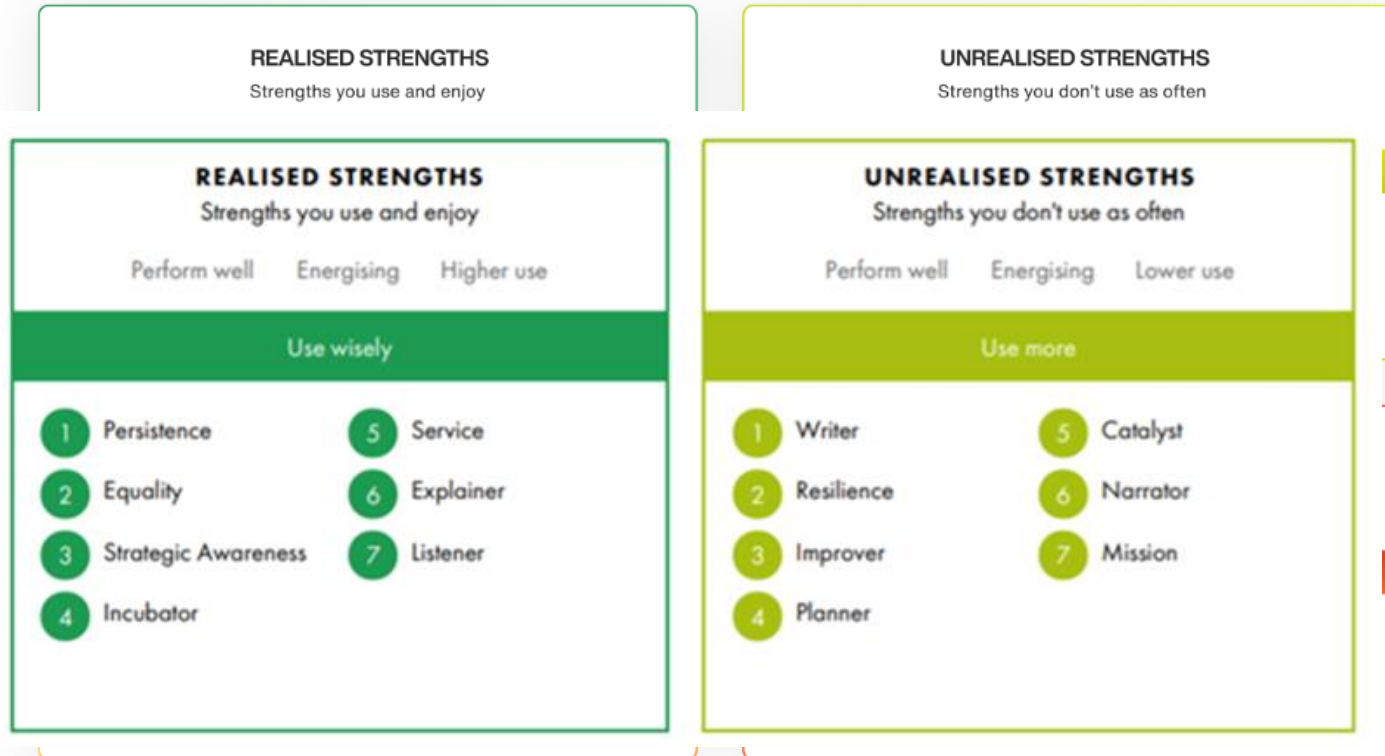 REALISED STRENGTHS
Strengths you use and enjoy
UNREALISED STRENGTHS
Strengths you don't use as often
REALISED STRENGTHS
Strengths you use and enjoy
Perform well Energising Higher use
Use wisely
1 Persistence
2 Equality
3 Strategic Awareness
4 Incubator
5 Service
6 Explainer
7 Listener
UNREALISED STRENGTHS
Strengths you don't use as often
Perform well Energising Lower use
Use more
1 Writer
2 Resilience
3 Improver
4 Planner
5 Catalyst
6 Narrator
7 Mission